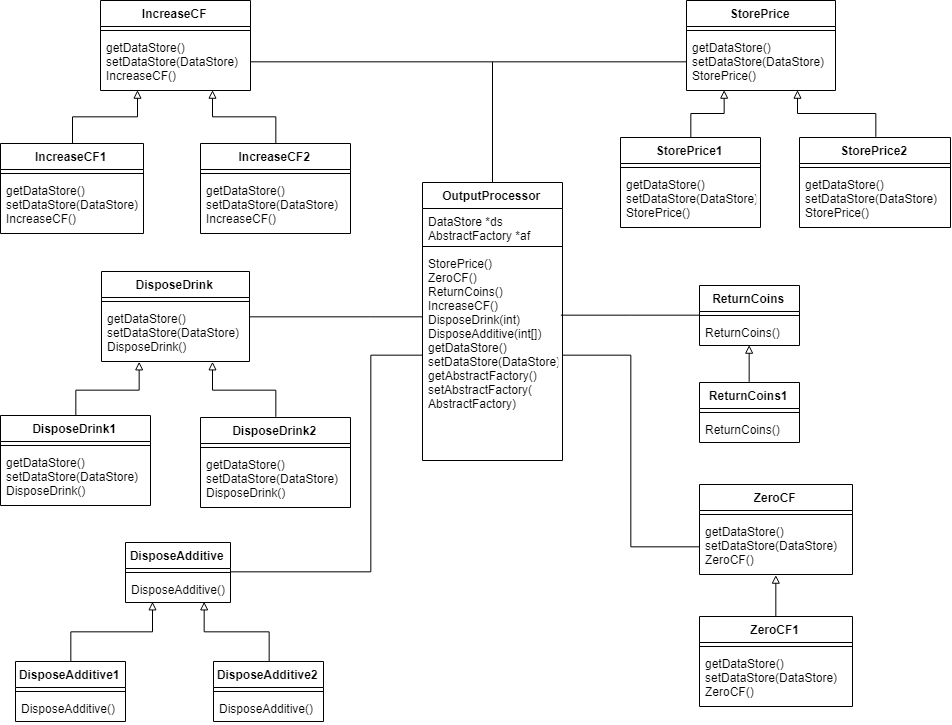 IncreaseCF
getDataStore()
setDataStore(DataStore)
IncreaseCF()
StorePrice
getDataStore()
setDataStore(DataStore)
StorePrice()
IncreaseCF1
getDataStore()
setDataStore(DataStore)
IncreaseCF()
IncreaseCF2
getDataStore()
setDataStore(DataStore)
IncreaseCF()
StorePrice1
getDataStore()
setDataStore(DataStore)
StorePrice()
StorePrice2
getDataStore()
setDataStore(DataStore)
StorePrice()
OutputProcessor
DataStore *ds
AbstractFactory *af
StorePrice()
ZeroCF()
ReturnCoins()
IncreaseCF()
DisposeDrink(int)
DisposeAdditive(int[])
getDataStore()
setDataStore(DataStore)
getAbstractFactory()
setAbstractFactory(
AbstractFactory)
DisposeDrink
getDataStore()
setDataStore(DataStore)
DisposeDrink()
ReturnCoins
ReturnCoins()
ReturnCoins1
ReturnCoins()
DisposeDrink1
getDataStore()
setDataStore(DataStore)
DisposeDrink()
DisposeDrink2
getDataStore()
setDataStore(DataStore)
DisposeDrink()
ZeroCF
getDataStore()
setDataStore(DataStore)
ZeroCF()
DisposeAdditive
DisposeAdditive()
ZeroCF1
getDataStore()
setDataStore(DataStore)
ZeroCF()
DisposeAdditive1
DisposeAdditive()
DisposeAdditive2
DisposeAdditive()